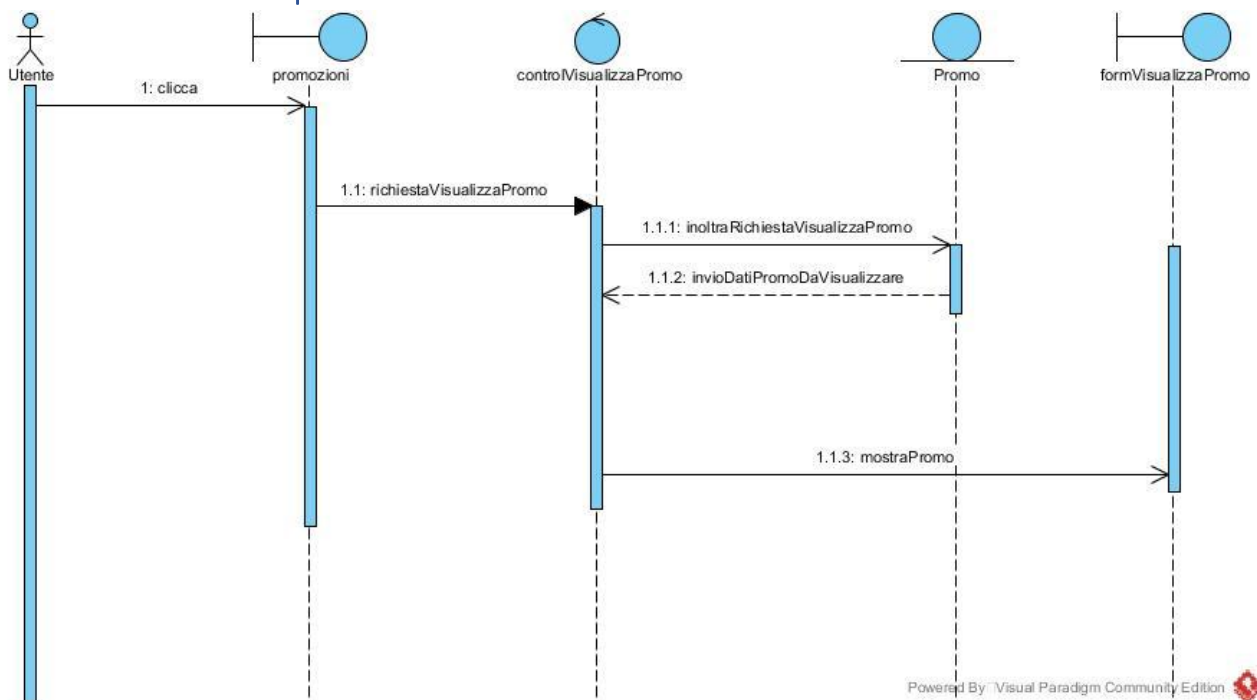 Utente
promozioni
controlVisualizzaPromo
Promo
formVisualizzaPromo
1: clicca
1.1: richiestaVisualizzaPromo
1.1.1: inoltraRichiestaVisualizzaPromo
1.1.2: invioDatiPromoDaVisualizzare
1.1.3: mostraPromo
Powered By Visual Paradigm Community Edition